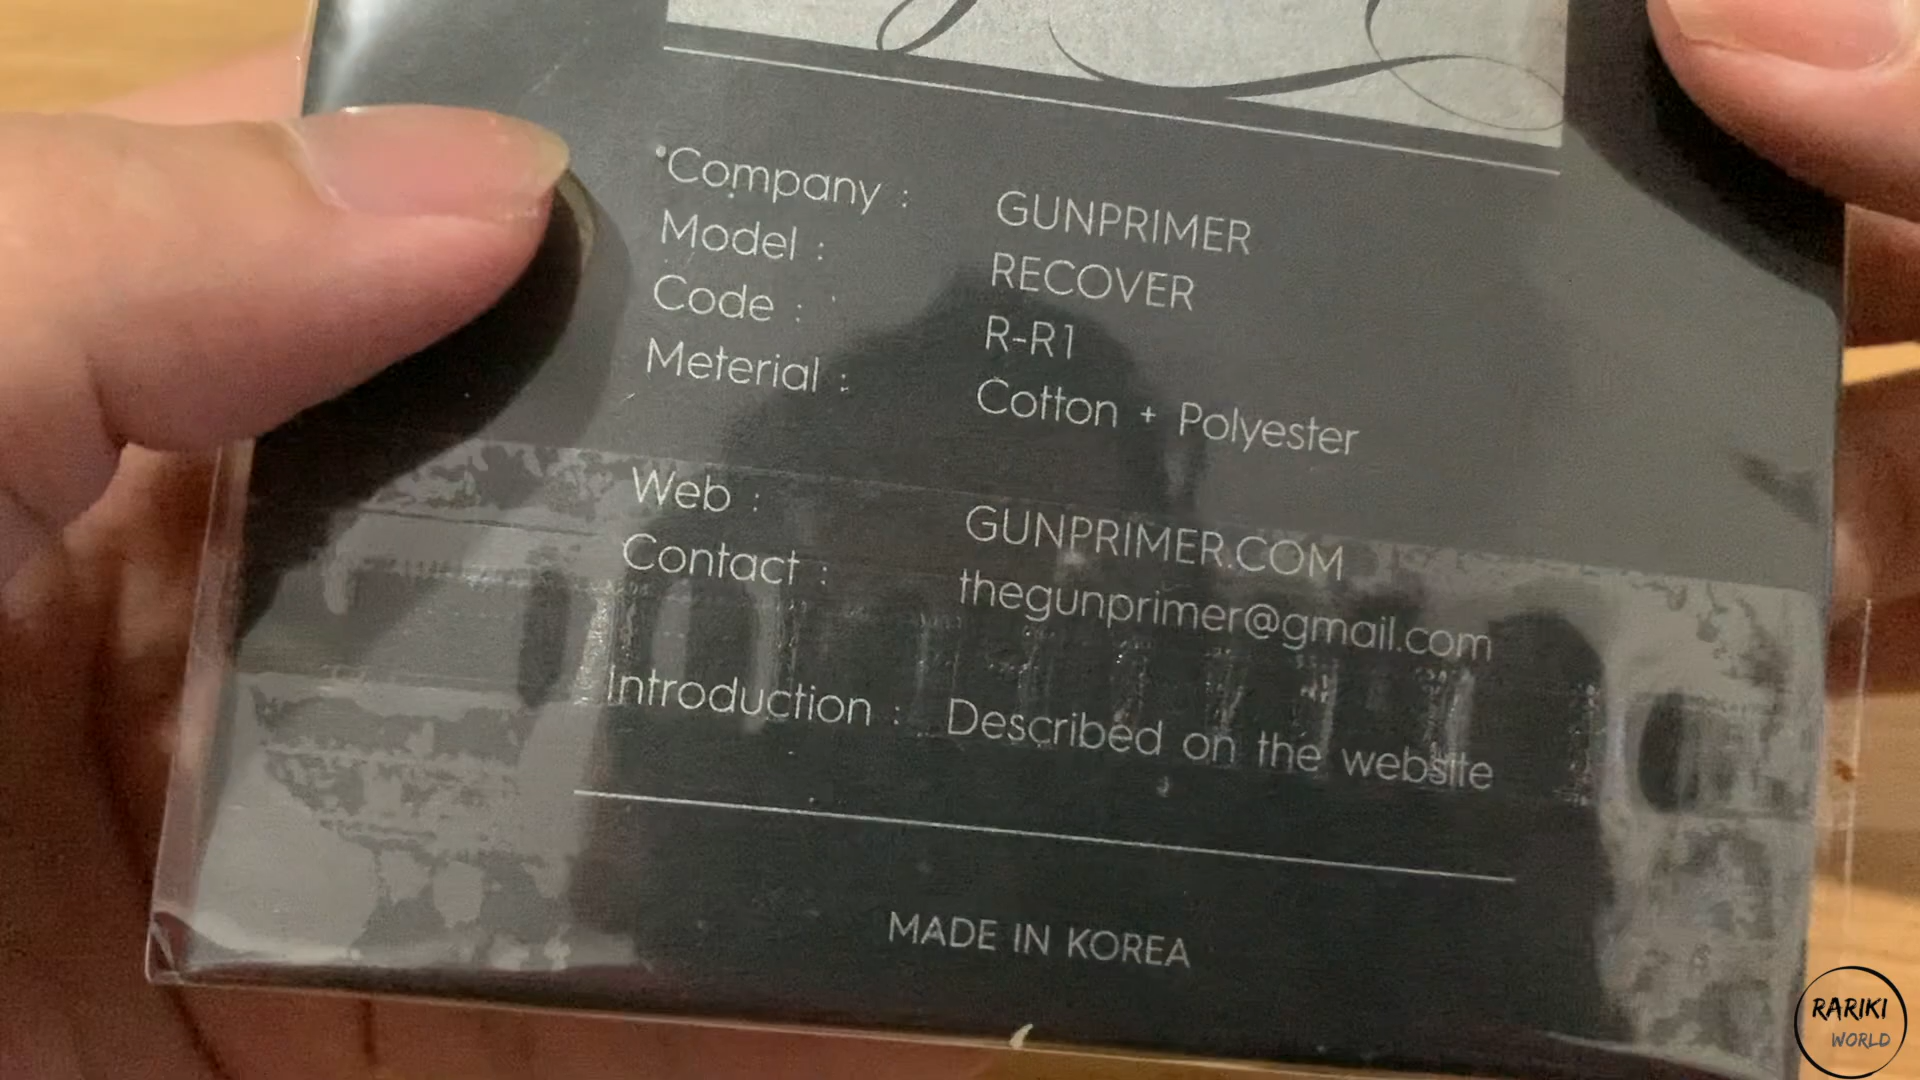 Company : GUNPRIMER
Model : RECOVER
Code : R-R1
Meterial : Cotton + Polyester
Web : GUNPRIMER.COM
Contact : thegunprimer@gmail.com
Introduction : Described on the website
MADE IN KOREA
RARIKI
WORLD